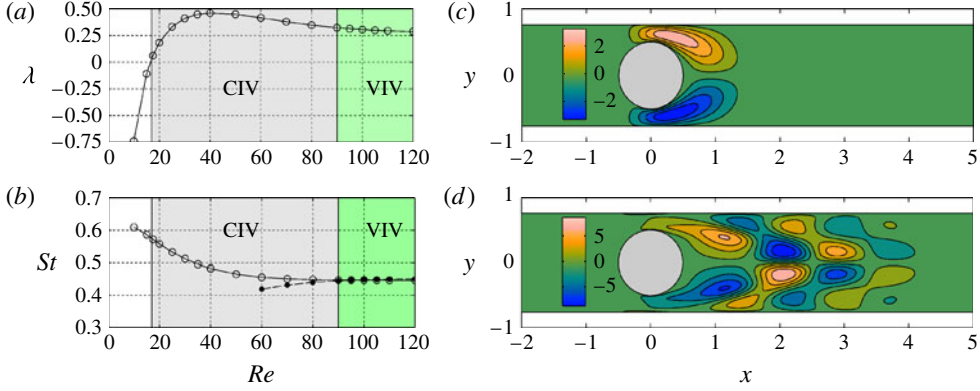 (a)
0.50
0.25
0
−0.25
−0.50
−0.75
λ
CIV
VIV
0 20 40 60 80 100 120
(b)
0.7
0.6
0.5
0.4
0.3
St
CIV
VIV
0 20 40 60 80 100 120
Re
(c)
1
0
−1
y
2
0
−2
−2 −1 0 1 2 3 4 5
(d)
1
0
−1
y
5
0
−5
−2 −1 0 1 2 3 4 5
x